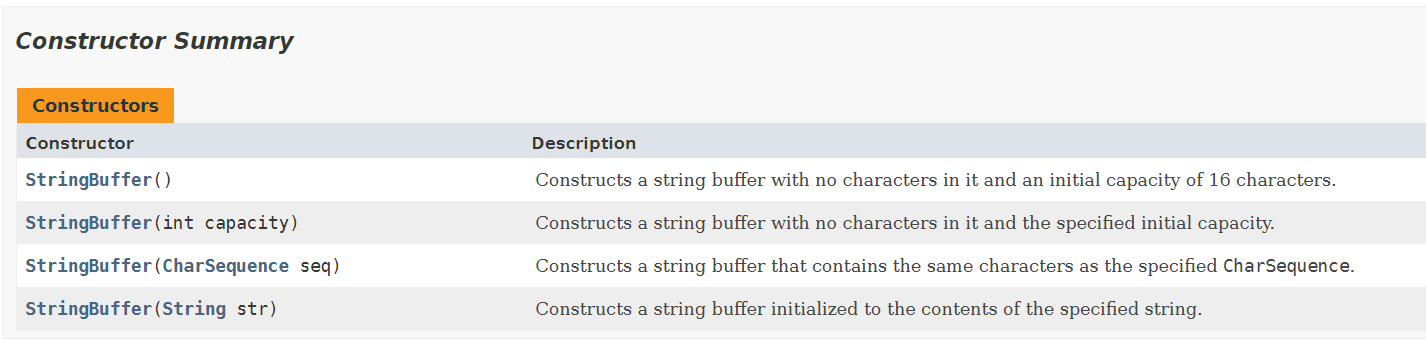 Constructor Summary
Constructors
Constructor Description
StringBuffer() Constructs a string buffer with no characters in it and an initial capacity of 16 characters.
StringBuffer(int capacity) Constructs a string buffer with no characters in it and the specified initial capacity.
StringBuffer(CharSequence seq) Constructs a string buffer that contains the same characters as the specified CharSequence.
StringBuffer(String str) Constructs a string buffer initialized to the contents of the specified string.